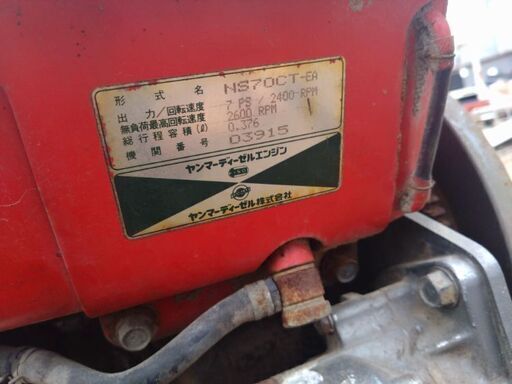 形式名 NS70CT-EA
出力/回転速度 7 PS / 2400 RPM
無負荷最高回転速度 2600 RPM
総行程容積(ℓ) 0.376
機関番号 03915
ヤンマーディーゼルエンジン
ヤンマーディーゼル株式会社